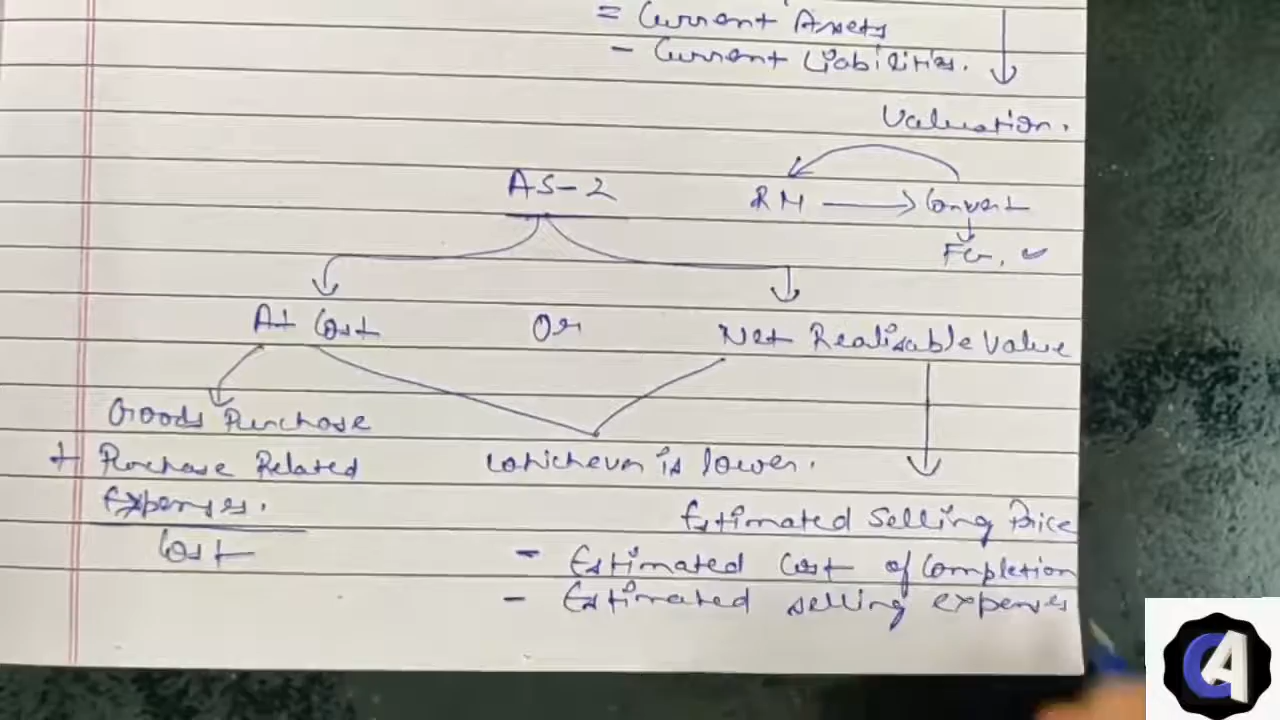 = Current Assets
- Current Liabilities.
Valuation.
AS-2
RM → Convert
FG. ✓
At Cost Or Net Realisable Value
Goods Purchase
+ Purchase Related whichever is lower.
Expenses.
Estimated Selling Price
Cost
- Estimated Cost of Completion
- Estimated selling expenses
CA